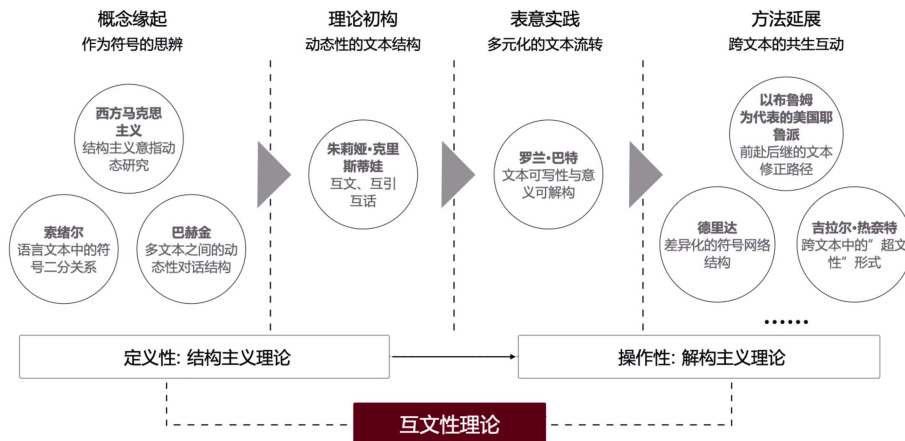 概念缘起
作为符号的思辨
理论初构
动态性的文本结构
表意实践
多元化的文本流转
方法延展
跨文本的共生互动
西方马克思
主义
结构主义意指动
态研究
索绪尔
语言文本中的符
号二分关系
巴赫金
多文本之间的动
态性对话结构
朱莉娅•克里
斯蒂娃
互文、互引
互话
罗兰•巴特
文本可写性与意
义可解构
以布鲁姆
为代表的美国耶
鲁派
前赴后继的文本
修正路径
德里达
差异化的符号网络
结构
吉拉尔•热奈特
跨文本中的”超文
性”形式
••••••
定义性: 结构主义理论
操作性: 解构主义理论
互文性理论